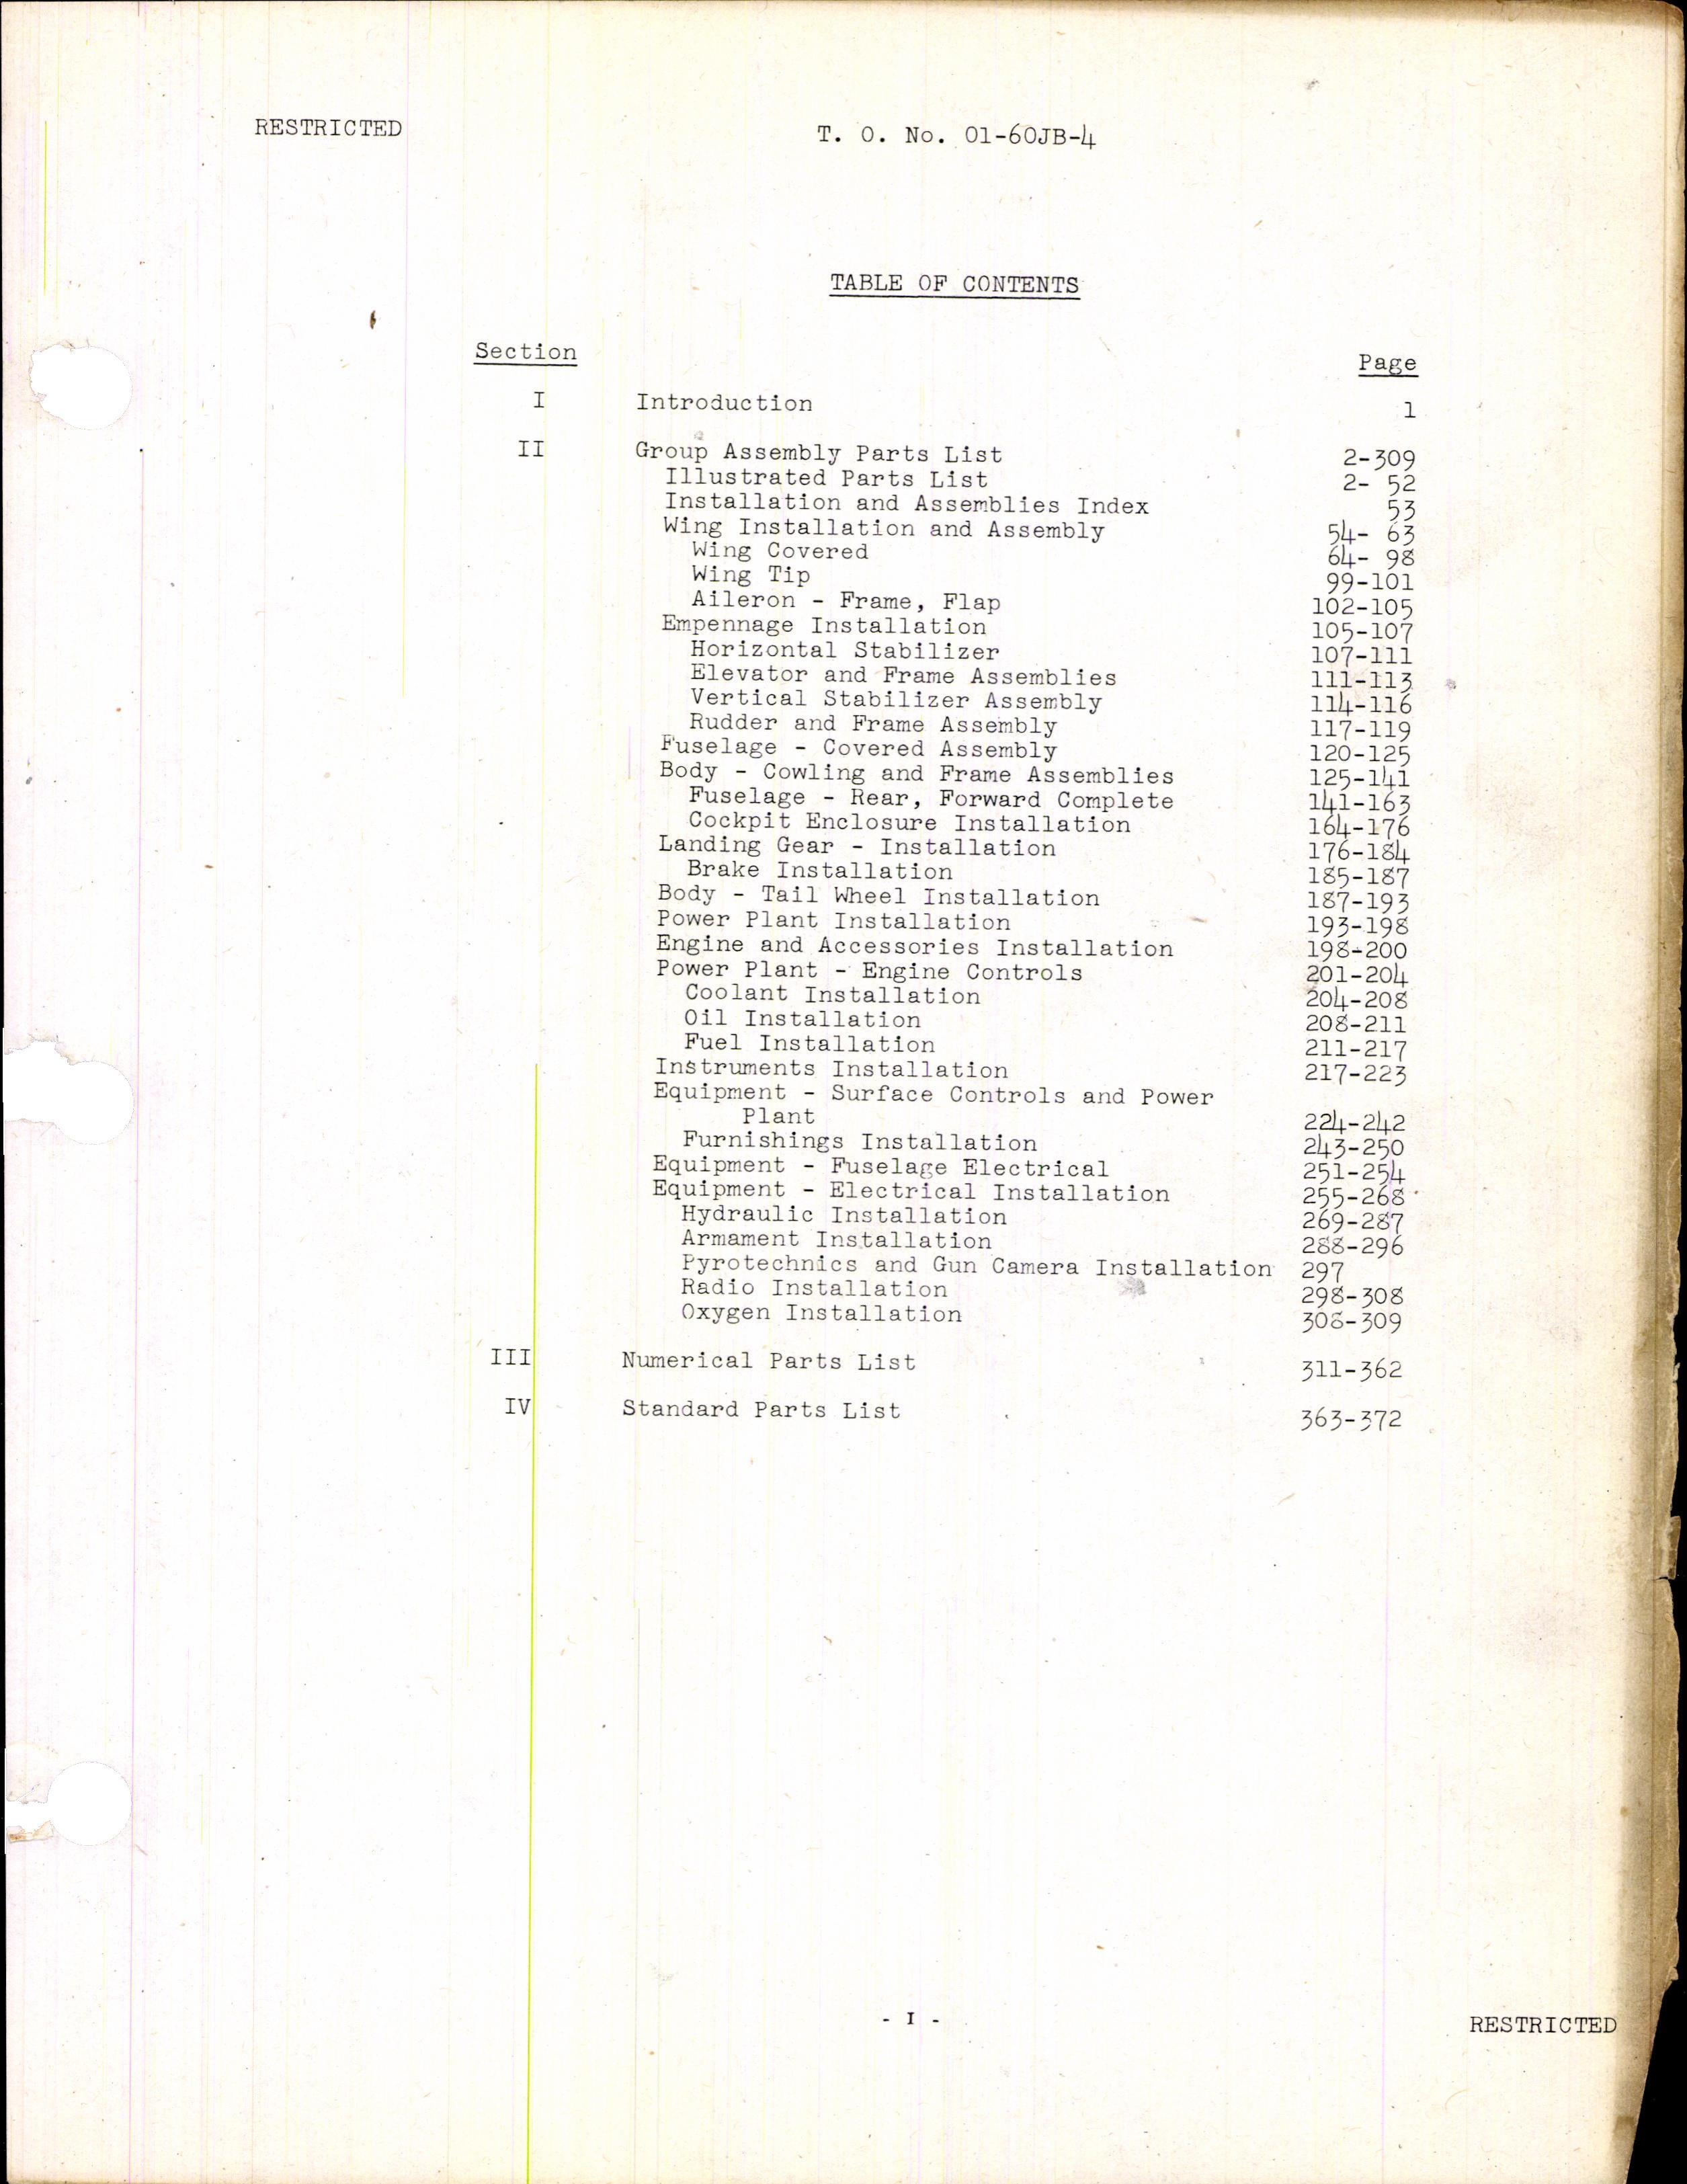 RESTRICTED T. O. No. 01-60JB-4
TABLE OF CONTENTS
Section Page
I Introduction 1
II Group Assembly Parts List 2-309
Illustrated Parts List 2- 52
Installation and Assemblies Index 53
Wing Installation and Assembly 54- 63
Wing Covered 64- 98
Wing Tip 99-101
Aileron - Frame, Flap 102-105
Empennage Installation 105-107
Horizontal Stabilizer 107-111
Elevator and Frame Assemblies 111-113
Vertical Stabilizer Assembly 114-116
Rudder and Frame Assembly 117-119
Fuselage - Covered Assembly 120-125
Body - Cowling and Frame Assemblies 125-141
Fuselage - Rear, Forward Complete 141-163
Cockpit Enclosure Installation 164-176
Landing Gear - Installation 176-184
Brake Installation 185-187
Body - Tail Wheel Installation 187-193
Power Plant Installation 193-198
Engine and Accessories Installation 198-200
Power Plant - Engine Controls 201-204
Coolant Installation 204-208
Oil Installation 208-211
Fuel Installation 211-217
Instruments Installation 217-223
Equipment - Surface Controls and Power
Plant 224-242
Furnishings Installation 243-250
Equipment - Fuselage Electrical 251-254
Equipment - Electrical Installation 255-268
Hydraulic Installation 269-287
Armament Installation 288-296
Pyrotechnics and Gun Camera Installation 297
Radio Installation 298-308
Oxygen Installation 308-309
III Numerical Parts List 311-362
IV Standard Parts List 363-372
- I -
RESTRICTED